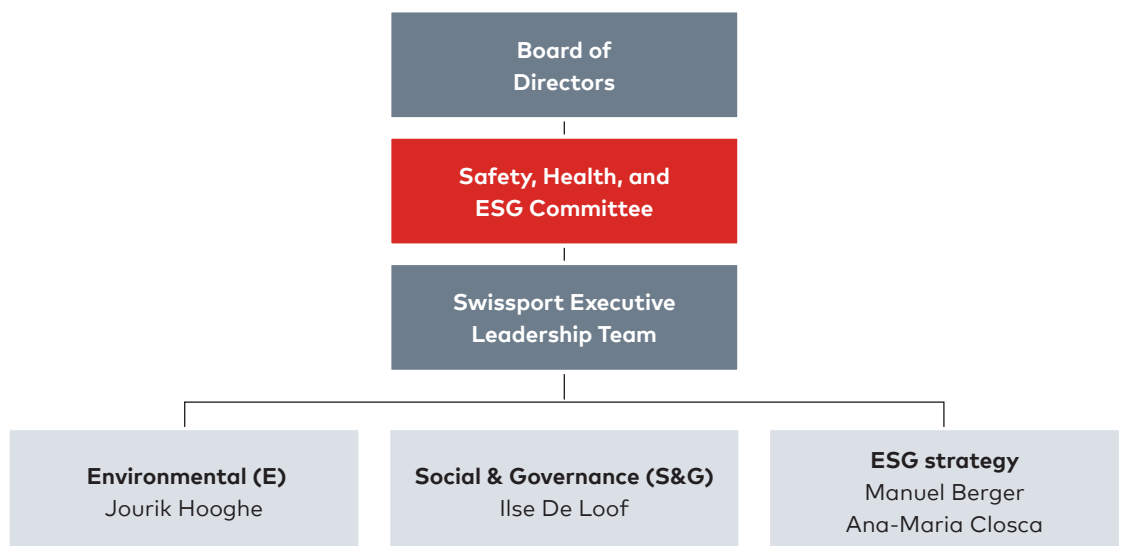 Board of
Directors
Safety, Health, and
ESG Committee
Swissport Executive
Leadership Team
Environmental (E)
Jourik Hooghe
Social & Governance (S&G)
Ilse De Loof
ESG strategy
Manuel Berger
Ana-Maria Closca